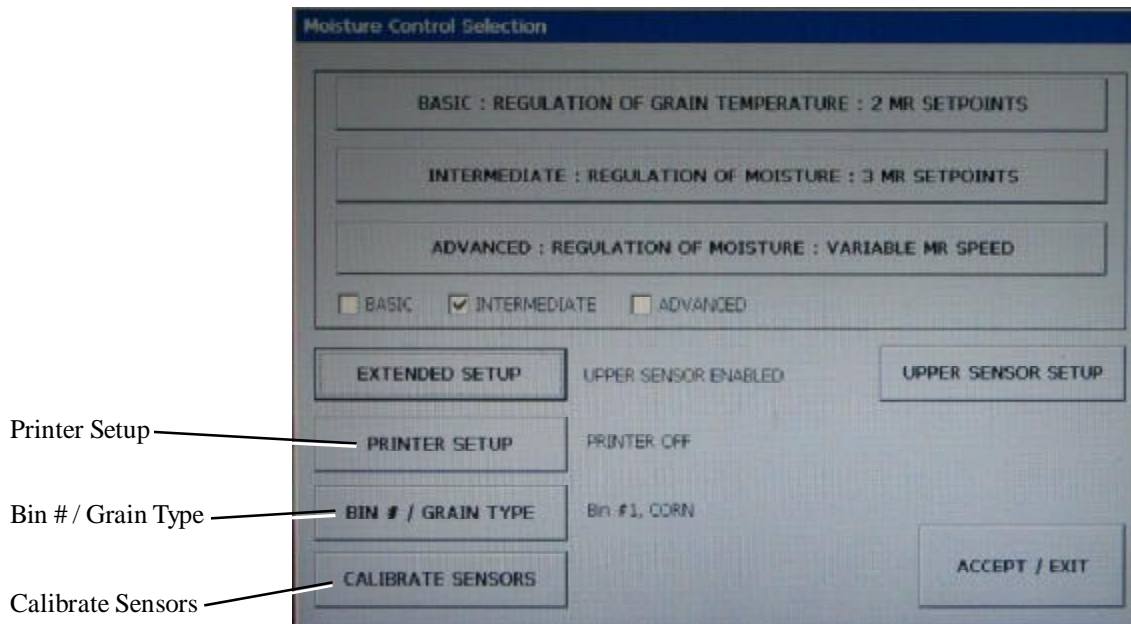 Moisture Control Selection
BASIC : REGULATION OF GRAIN TEMPERATURE : 2 MR SETPOINTS
INTERMEDIATE : REGULATION OF MOISTURE : 3 MR SETPOINTS
ADVANCED : REGULATION OF MOISTURE : VARIABLE MR SPEED
BASIC INTERMEDIATE ADVANCED
EXTENDED SETUP UPPER SENSOR ENABLED UPPER SENSOR SETUP
Printer Setup PRINTER SETUP PRINTER OFF
Bin # / Grain Type BIN # / GRAIN TYPE Bin #1, CORN
Calibrate Sensors CALIBRATE SENSORS ACCEPT / EXIT